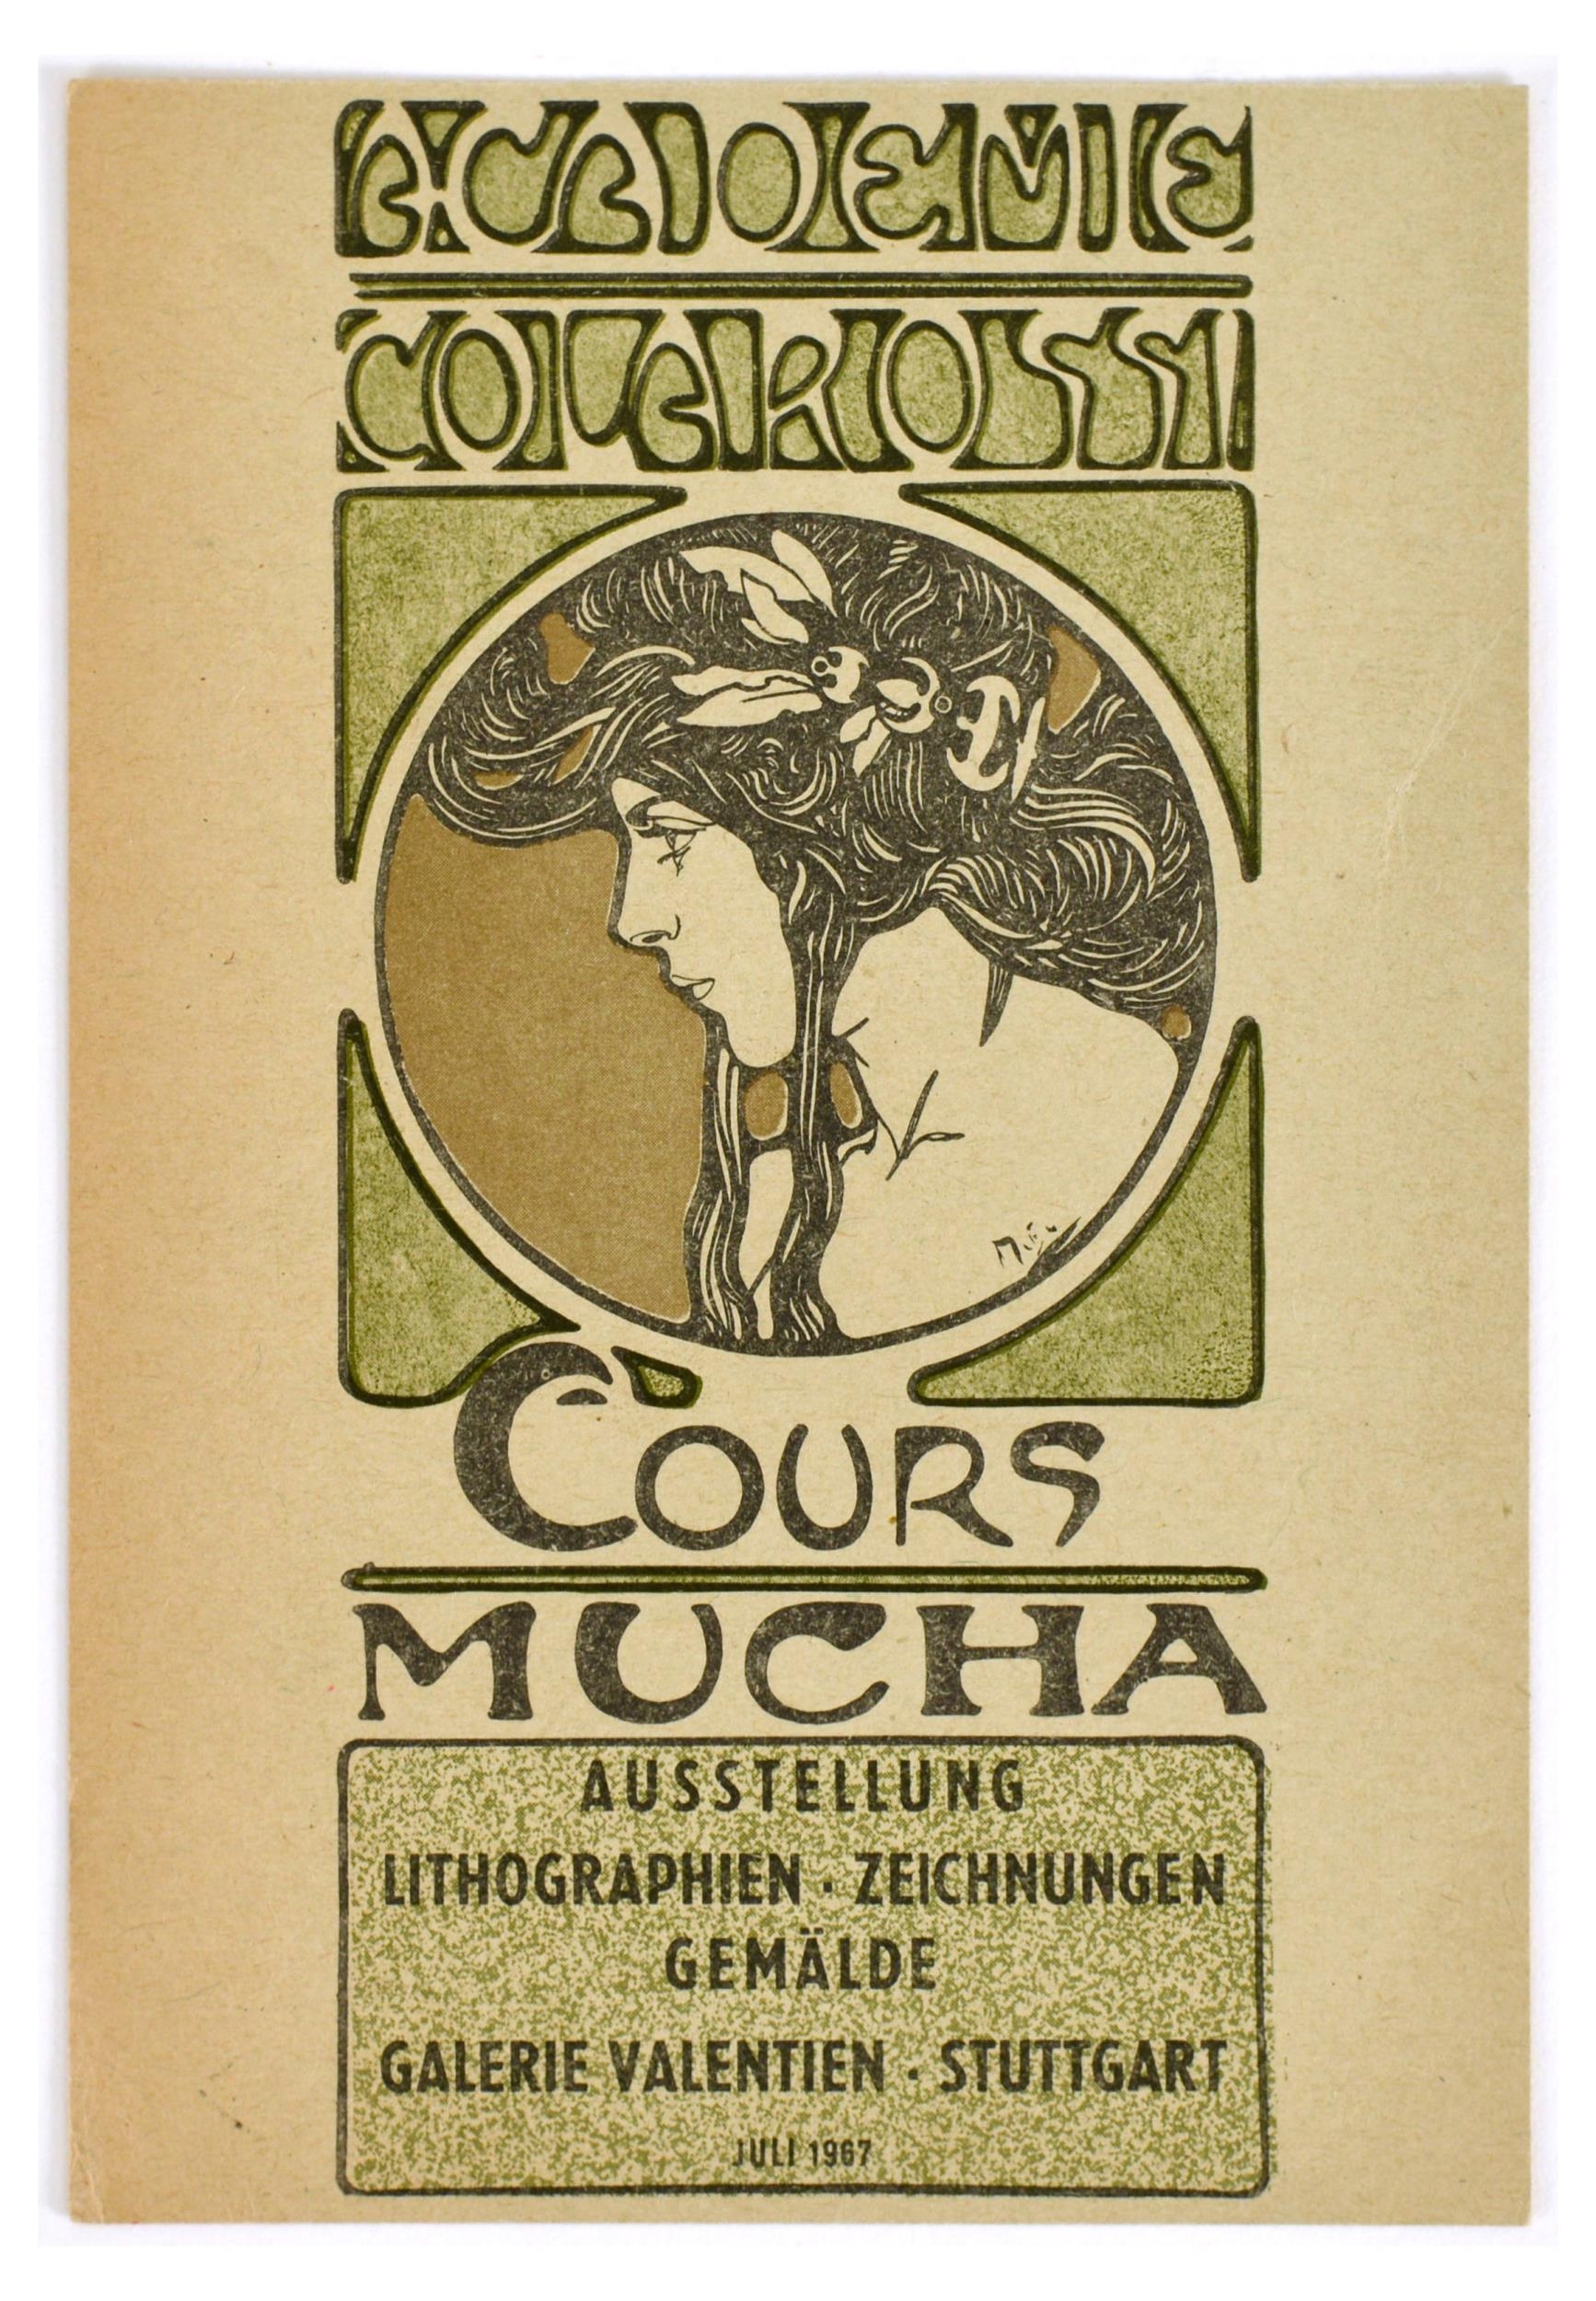 ACADEMIE
COLAROSSI
COURS
MUCHA
AUSSTELLUNG
LITHOGRAPHIEN · ZEICHNUNGEN
GEMÄLDE
GALERIE VALENTIEN · STUTTGART
JULI 1967